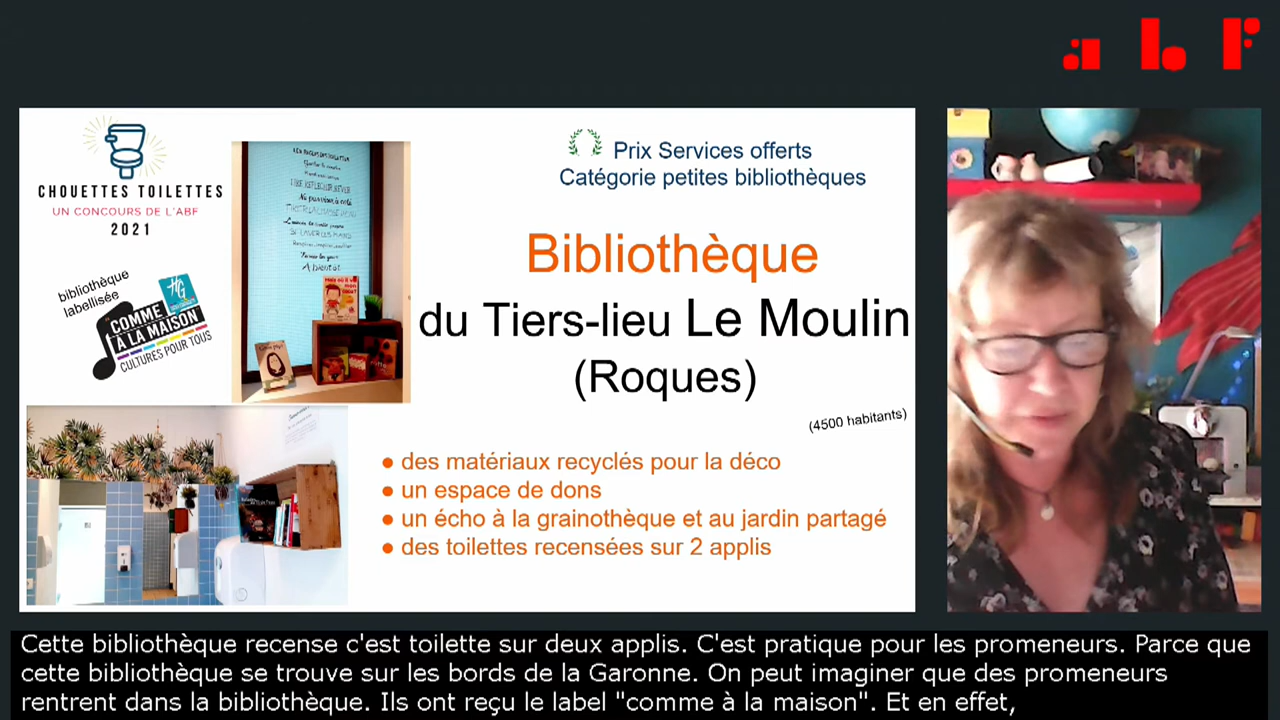 abf
CHOUETTES TOILETTES
UN CONCOURS DE L'ABF
2021
bibliothèque
labellisée
HG
COMME
À LA MAISON
CULTURES POUR TOUS
A bientôt
Prix Services offerts
Catégorie petites bibliothèques
Bibliothèque
du Tiers-lieu Le Moulin
(Roques)
(4500 habitants)
● des matériaux recyclés pour la déco
● un espace de dons
● un écho à la grainothèque et au jardin partagé
● des toilettes recensées sur 2 applis
Cette bibliothèque recense c'est toilette sur deux applis. C'est pratique pour les promeneurs. Parce que
cette bibliothèque se trouve sur les bords de la Garonne. On peut imaginer que des promeneurs
rentrent dans la bibliothèque. Ils ont reçu le label "comme à la maison". Et en effet,